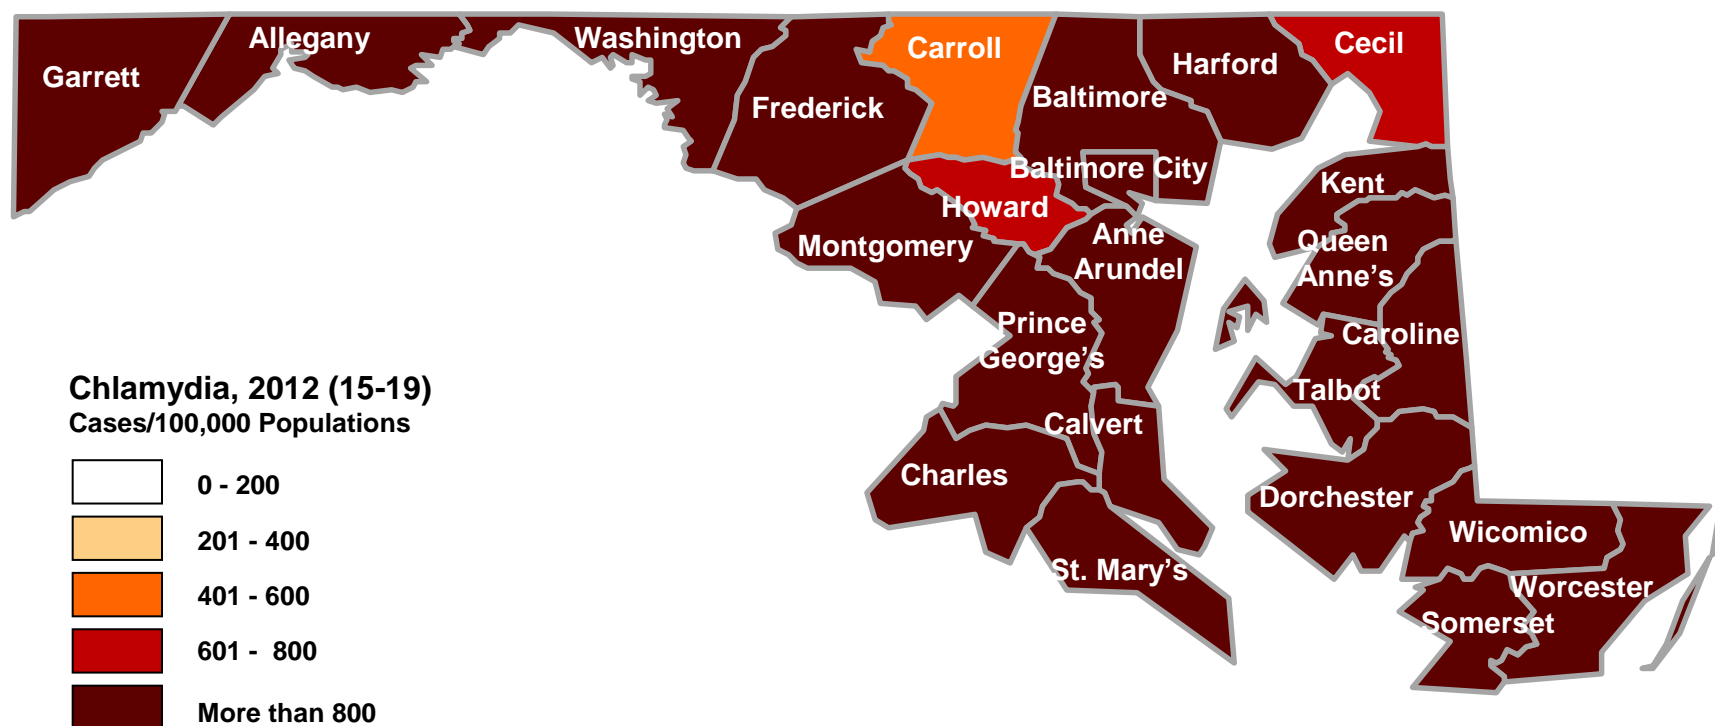 Garrett
Allegany
Washington
Frederick
Carroll
Baltimore
Harford
Cecil
Baltimore City
Howard
Montgomery
Anne
Arundel
Kent
Queen
Anne’s
Prince
George’s
Caroline
Talbot
Calvert
Charles
St. Mary’s
Dorchester
Wicomico
Worcester
Somerset
Chlamydia, 2012 (15-19)
Cases/100,000 Populations
0 - 200
201 - 400
401 - 600
601 - 800
More than 800